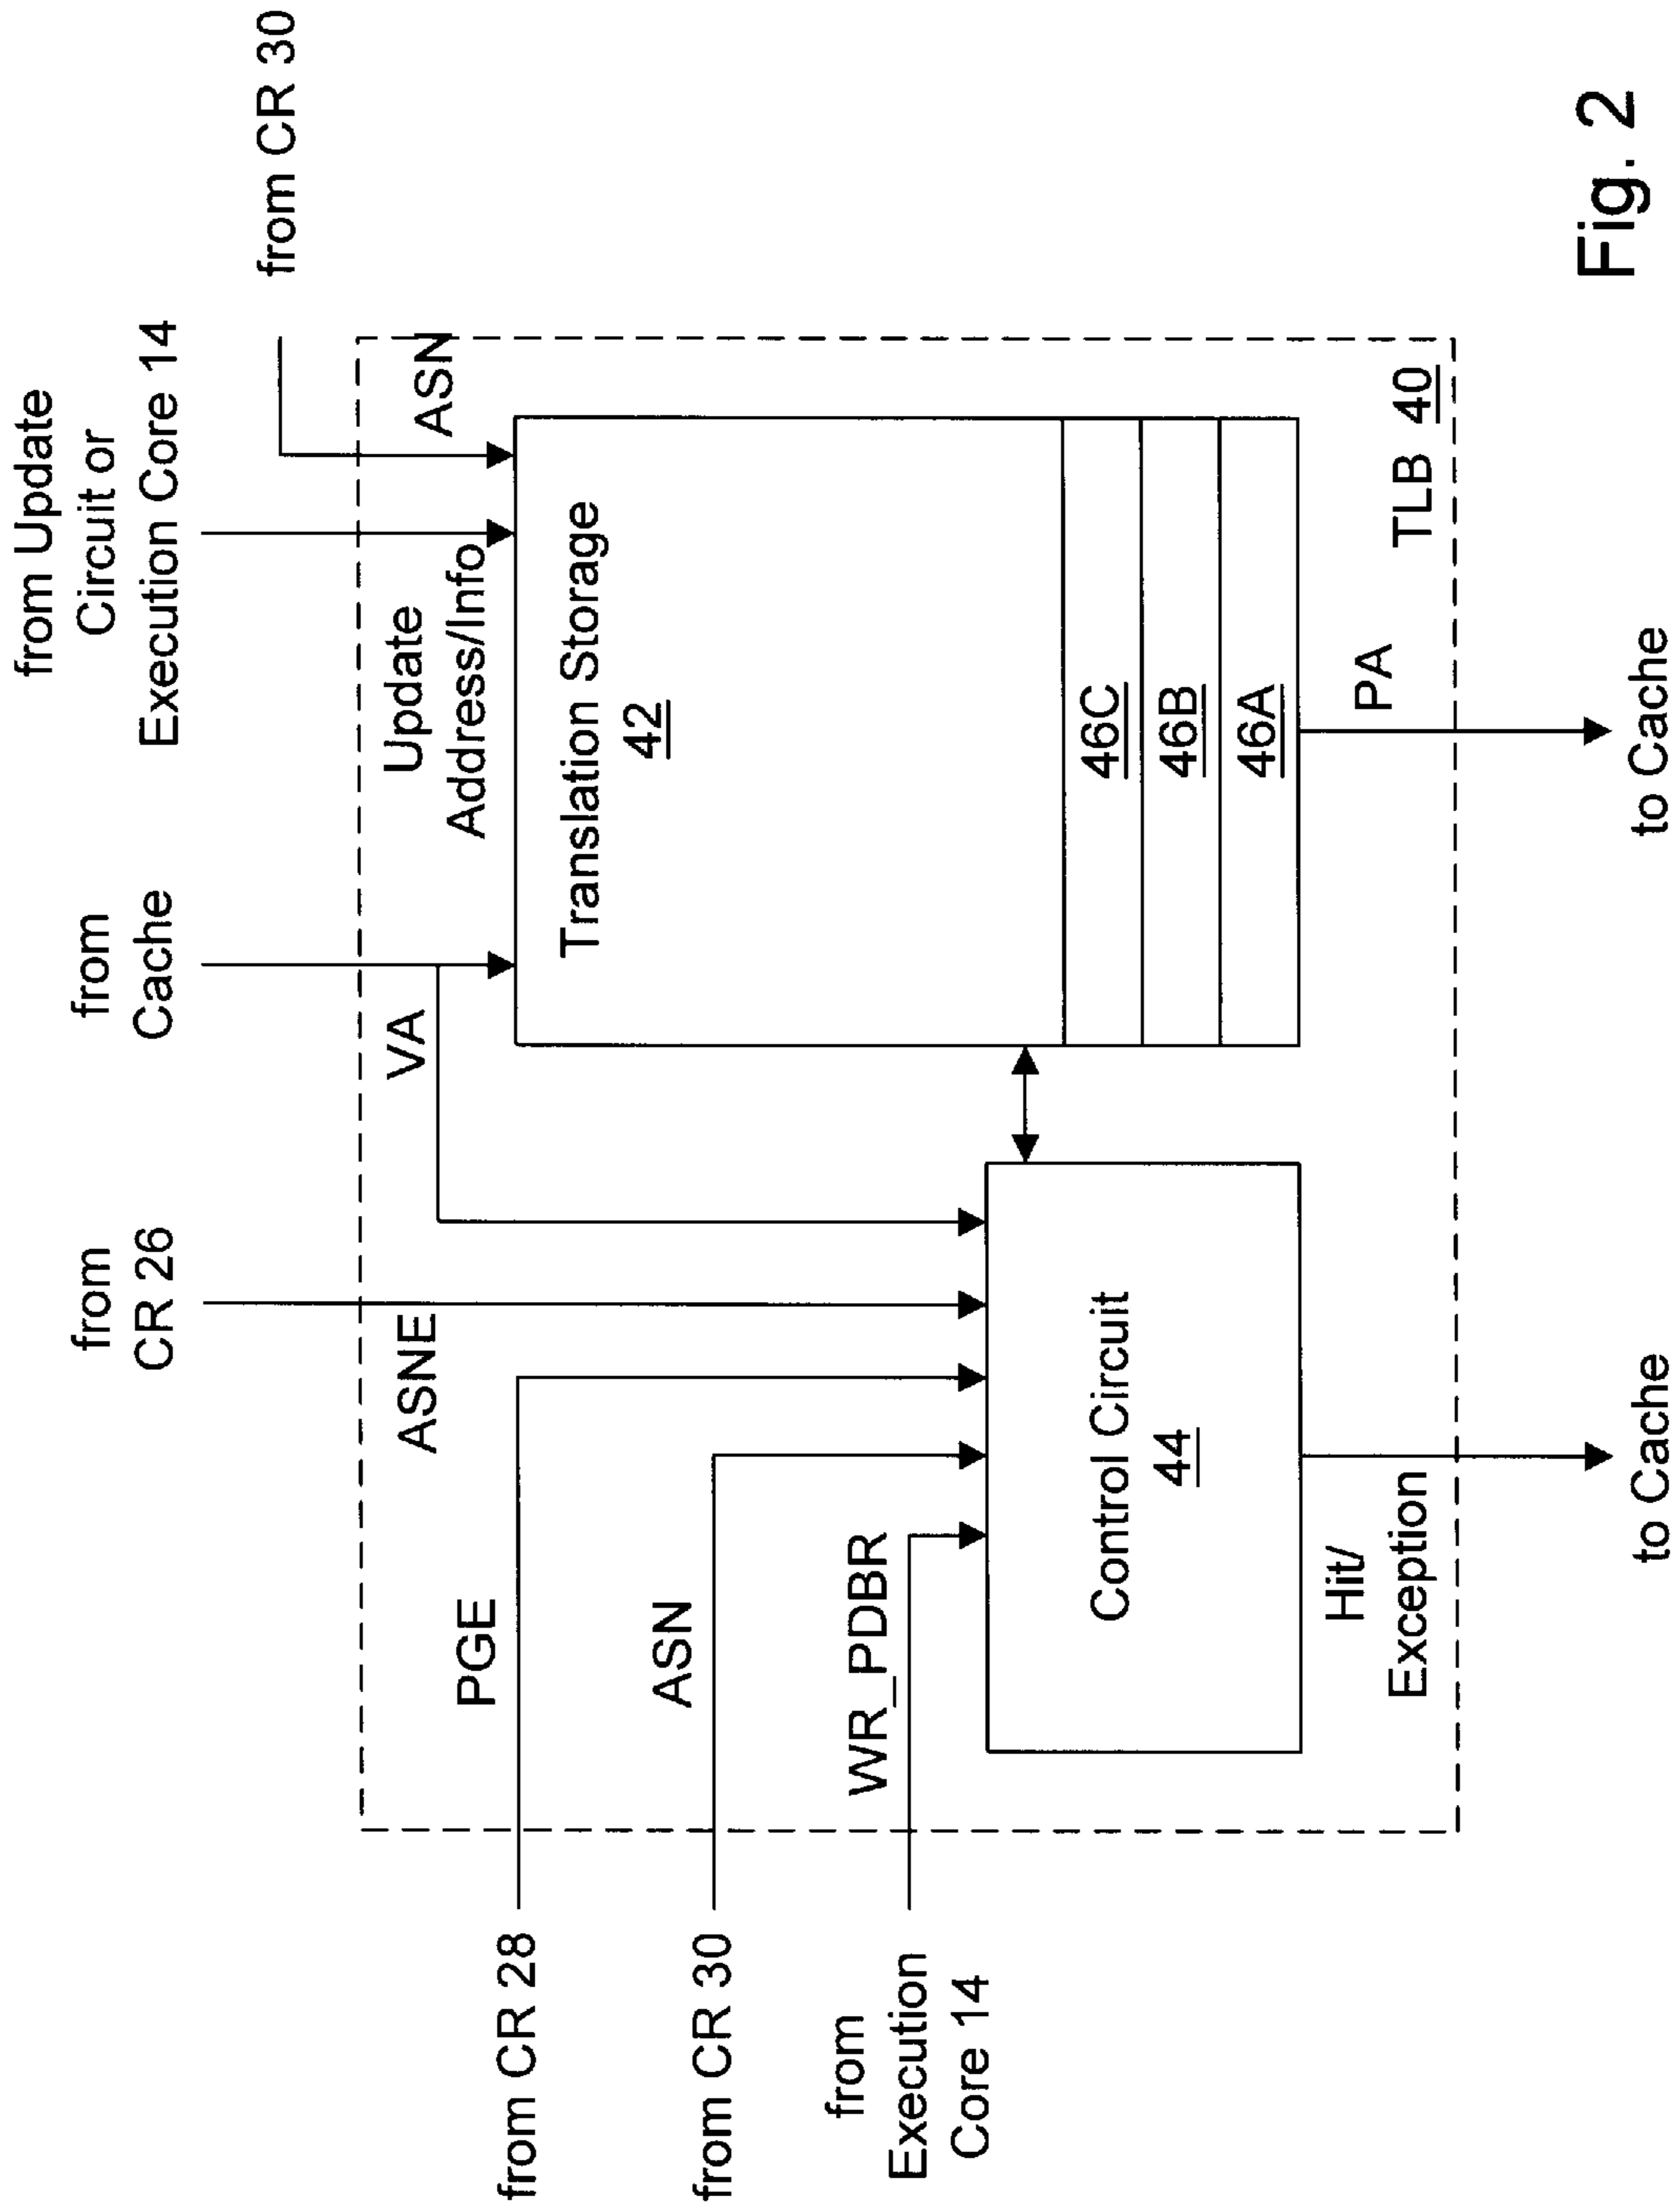 from Update
Circuit or
Execution Core 14
from CR 30
from
Cache
from
CR 26
ASN
Update
Address/Info
VA
ASNE
PGE
from CR 28
ASN
from CR 30
WR_PDBR
from
Execution
Core 14
Translation Storage
42
46C
46B
46A
Control Circuit
44
TLB 40
PA
Hit/
Exception
to Cache
to Cache
Fig. 2